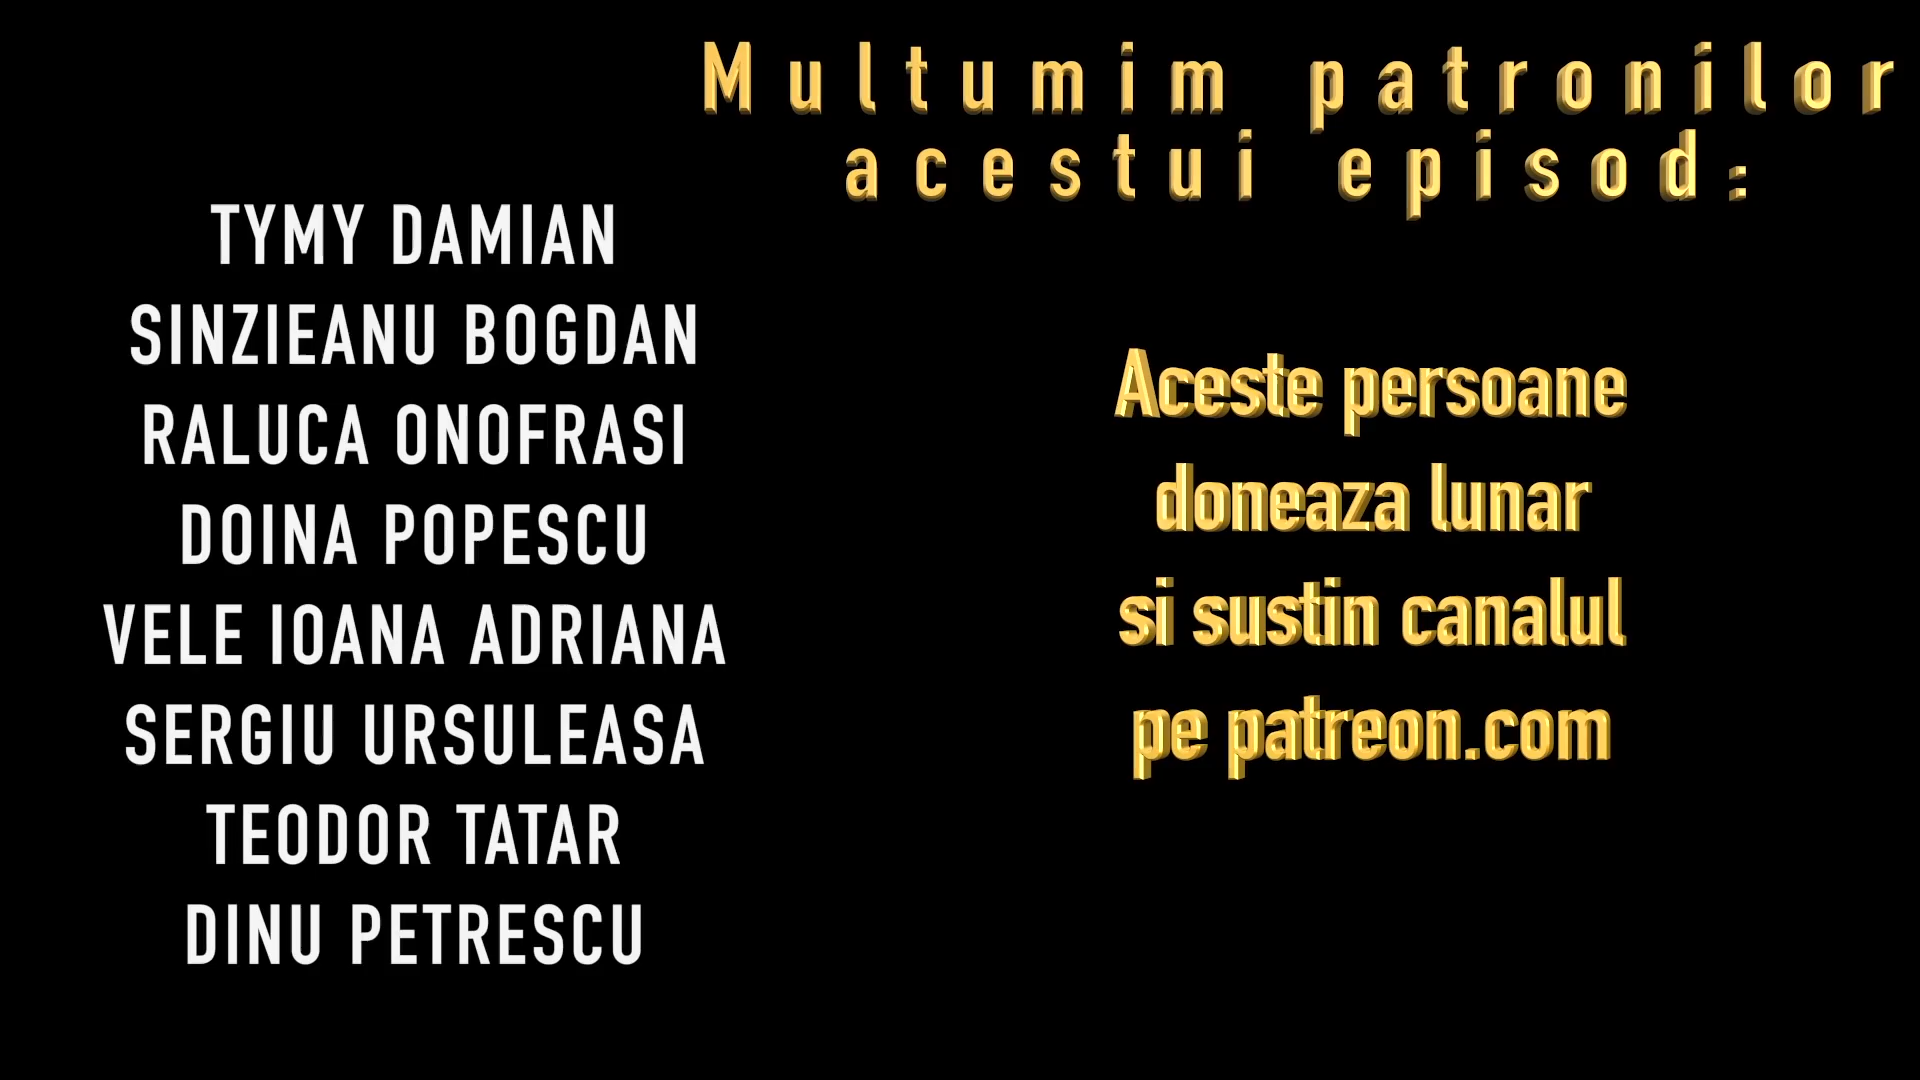 Multumim patronilor
acestui episod:
TYMY DAMIAN
SINZIEANU BOGDAN
RALUCA ONOFRASI
DOINA POPESCU
VELE IOANA ADRIANA
SERGIU URSULEASA
TEODOR TATAR
DINU PETRESCU
Aceste persoane
doneaza lunar
si sustin canalul
pe patreon.com